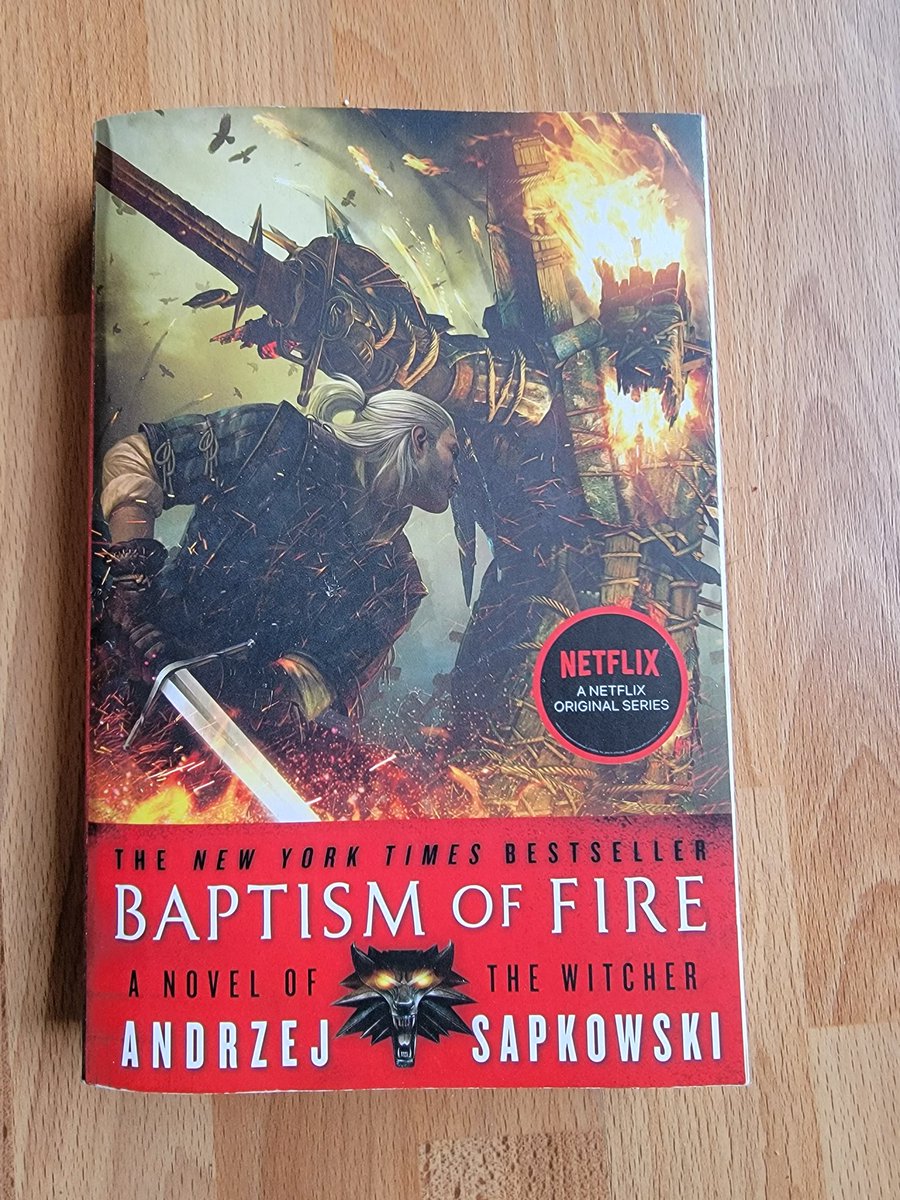 NETFLIX
A NETFLIX
ORIGINAL SERIES
THE NEW YORK TIMES BESTSELLER
BAPTISM OF FIRE
A NOVEL OF THE WITCHER
ANDRZEJ SAPKOWSKI